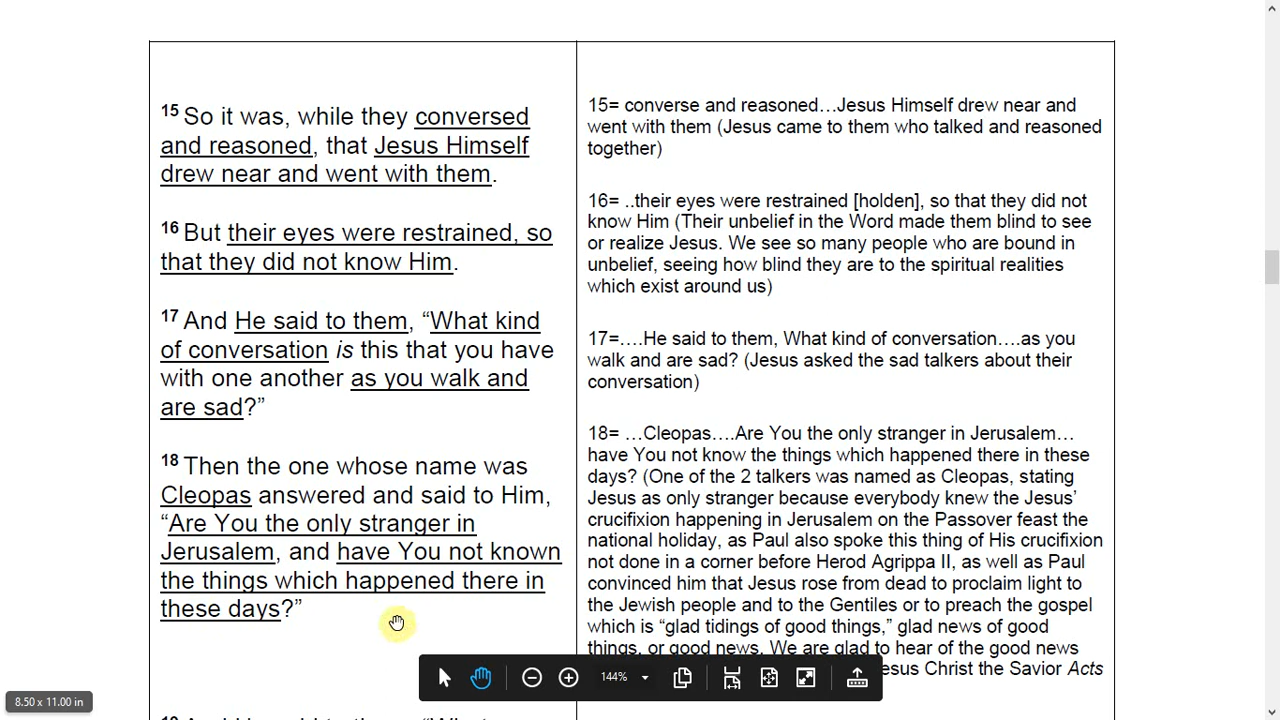 15 So it was, while they conversed
and reasoned, that Jesus Himself
drew near and went with them.
16 But their eyes were restrained, so
that they did not know Him.
17 And He said to them, “What kind
of conversation is this that you have
with one another as you walk and
are sad?”
18 Then the one whose name was
Cleopas answered and said to Him,
“Are You the only stranger in
Jerusalem, and have You not known
the things which happened there in
these days?”
15= converse and reasoned…Jesus Himself drew near and
went with them (Jesus came to them who talked and reasoned
together)
16= ..their eyes were restrained [holden], so that they did not
know Him (Their unbelief in the Word made them blind to see
or realize Jesus. We see so many people who are bound in
unbelief, seeing how blind they are to the spiritual realities
which exist around us)
17=….He said to them, What kind of conversation….as you
walk and are sad? (Jesus asked the sad talkers about their
conversation)
18= …Cleopas….Are You the only stranger in Jerusalem…
have You not know the things which happened there in these
days? (One of the 2 talkers was named as Cleopas, stating
Jesus as only stranger because everybody knew the Jesus’
crucifixion happening in Jerusalem on the Passover feast the
national holiday, as Paul also spoke this thing of His crucifixion
not done in a corner before Herod Agrippa II, as well as Paul
convinced him that Jesus rose from dead to proclaim light to
the Jewish people and to the Gentiles or to preach the gospel
which is “glad tidings of good things,” glad news of good
things, or good news. We are glad to hear of the good news
esus Christ the Savior Acts
144%
8.50 x 11.00 in